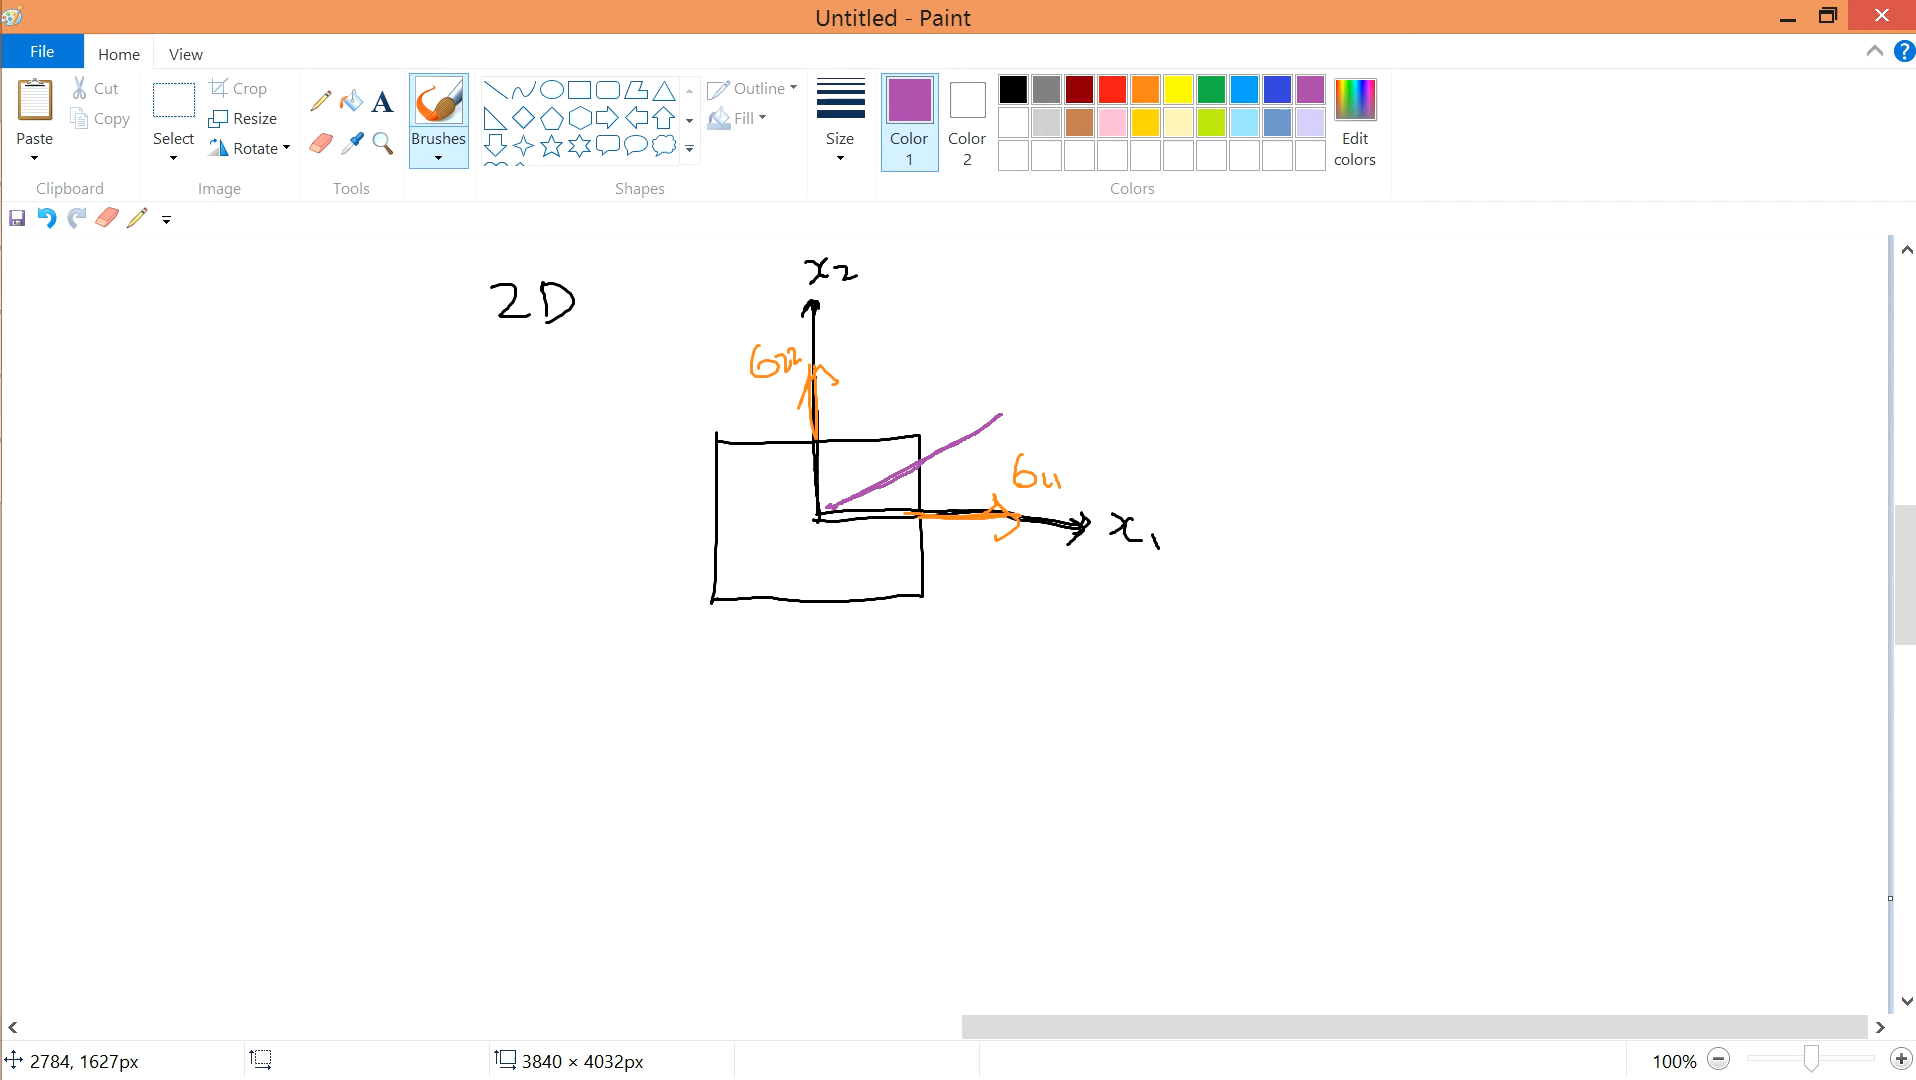 Untitled - Paint
File
Home
View
Cut
Copy
Paste
Crop
Resize
Rotate
Select
Brushes
Outline
Fill
Size
Color 1
Color 2
Edit colors
Clipboard
Image
Tools
Shapes
Colors
x2
2D
σ22
σ11
x1
2784, 1627px
3840 × 4032px
100%